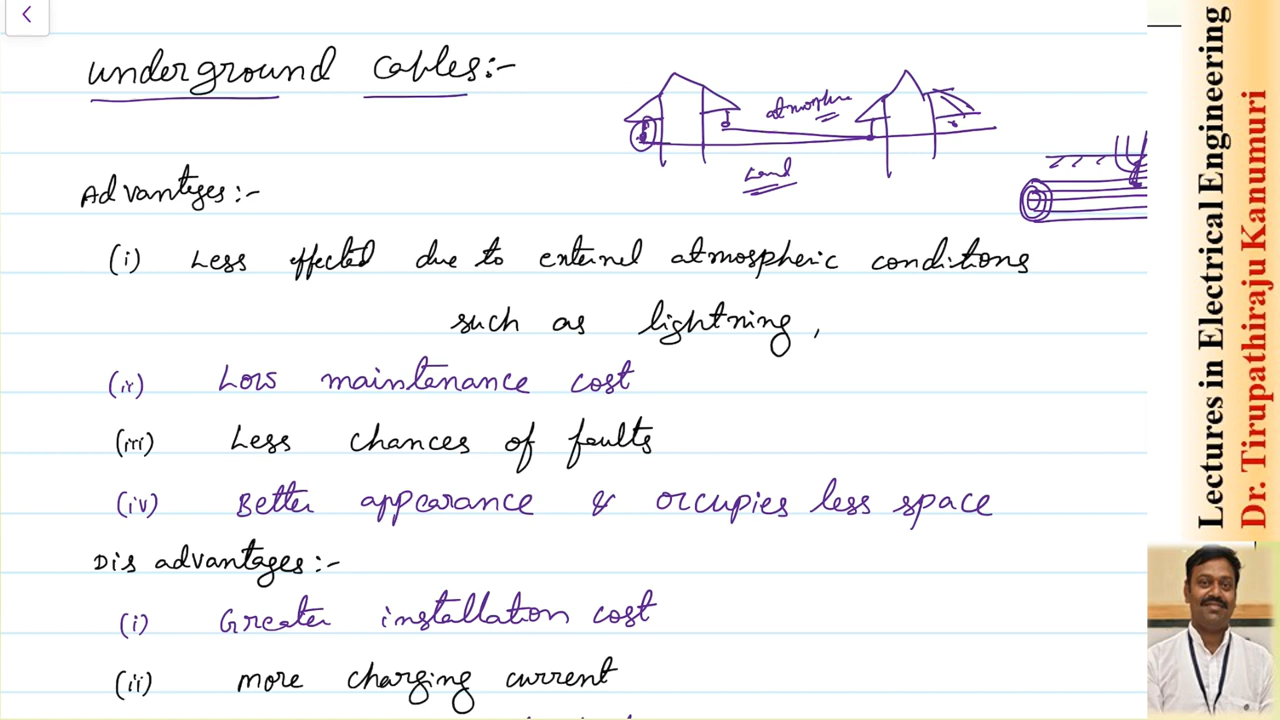 underground cables:-
atmosphere
Land
Advantages:-
(i) Less effected due to external atmospheric conditions
such as lightning,
(ii) Low maintenance cost
(iii) Less chances of faults
(iv) Better appearance & occupies less space
Dis advantages:-
(i) Greater installation cost
(ii) more charging current
Lectures in Electrical Engineering
Dr. Tirupathiraju Kanumuri